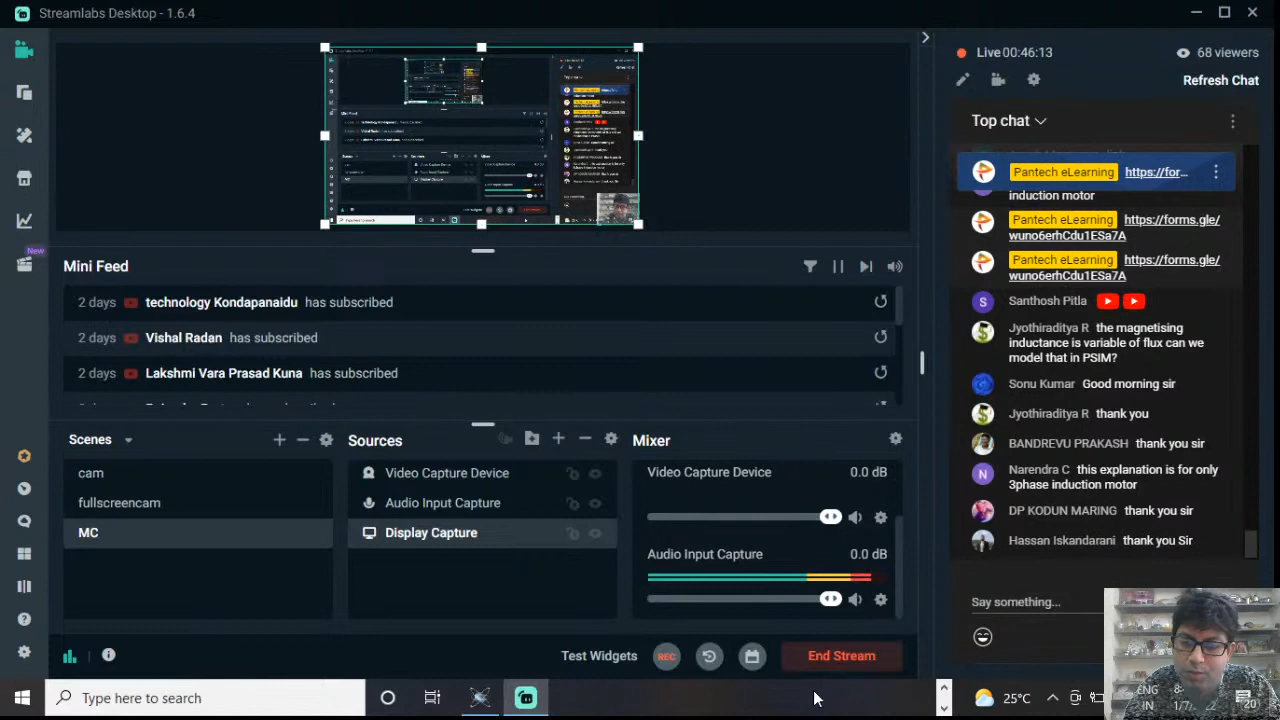 Streamlabs Desktop - 1.6.4
Live 00:46:13
68 viewers
Refresh Chat
Top chat
Pantech eLearning https://for...
induction motor
Pantech eLearning https://forms.gle/
wuno6erhCdu1ESa7A
Pantech eLearning https://forms.gle/
wuno6erhCdu1ESa7A
Santhosh Pitla
Jyothiraditya R the magnetising
inductance is variable of flux can we
model that in PSIM?
Sonu Kumar Good morning sir
Jyothiraditya R thank you
BANDREVU PRAKASH thank you sir
Narendra C this explanation is for only
3phase induction motor
DP KODUN MARING thank you sir
Hassan Iskandarani thank you Sir
Say something...
New
Mini Feed
2 days technology Kondapanaidu has subscribed
2 days Vishal Radan has subscribed
2 days Lakshmi Vara Prasad Kuna has subscribed
Scenes
cam
fullscreencam
MC
Sources
Video Capture Device
Audio Input Capture
Display Capture
Mixer
Video Capture Device 0.0 dB
Audio Input Capture 0.0 dB
Test Widgets
REC
End Stream
Type here to search
25°C
ENG
IN
20